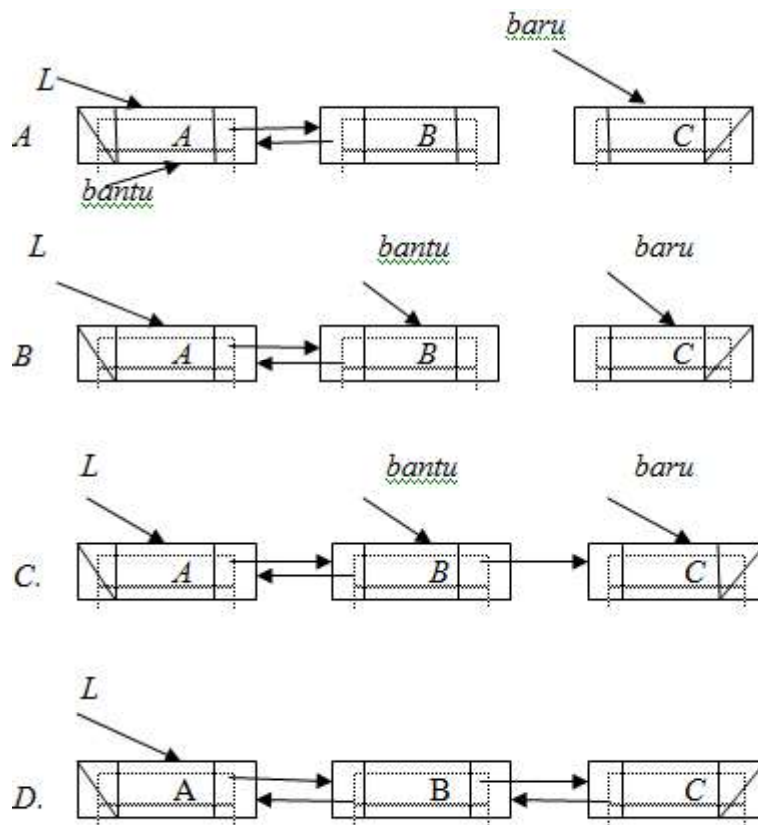 baru
L
A A B C
bantu
L bantu baru
B A B C
L bantu baru
C. A B C
L
D. A B C